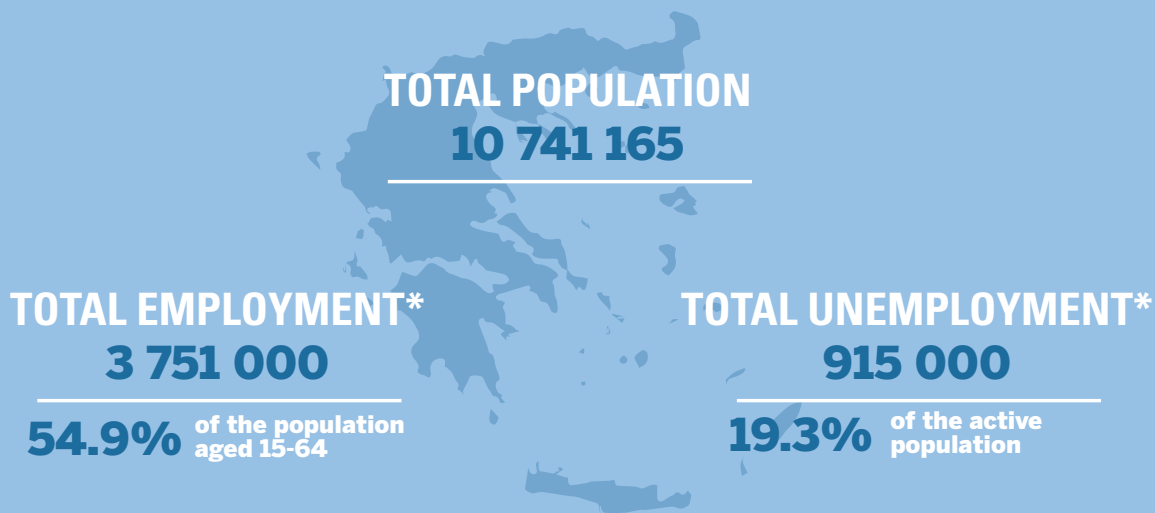 TOTAL POPULATION
10 741 165
TOTAL EMPLOYMENT*
3 751 000
54.9% of the population
aged 15-64
TOTAL UNEMPLOYMENT*
915 000
19.3% of the active
population